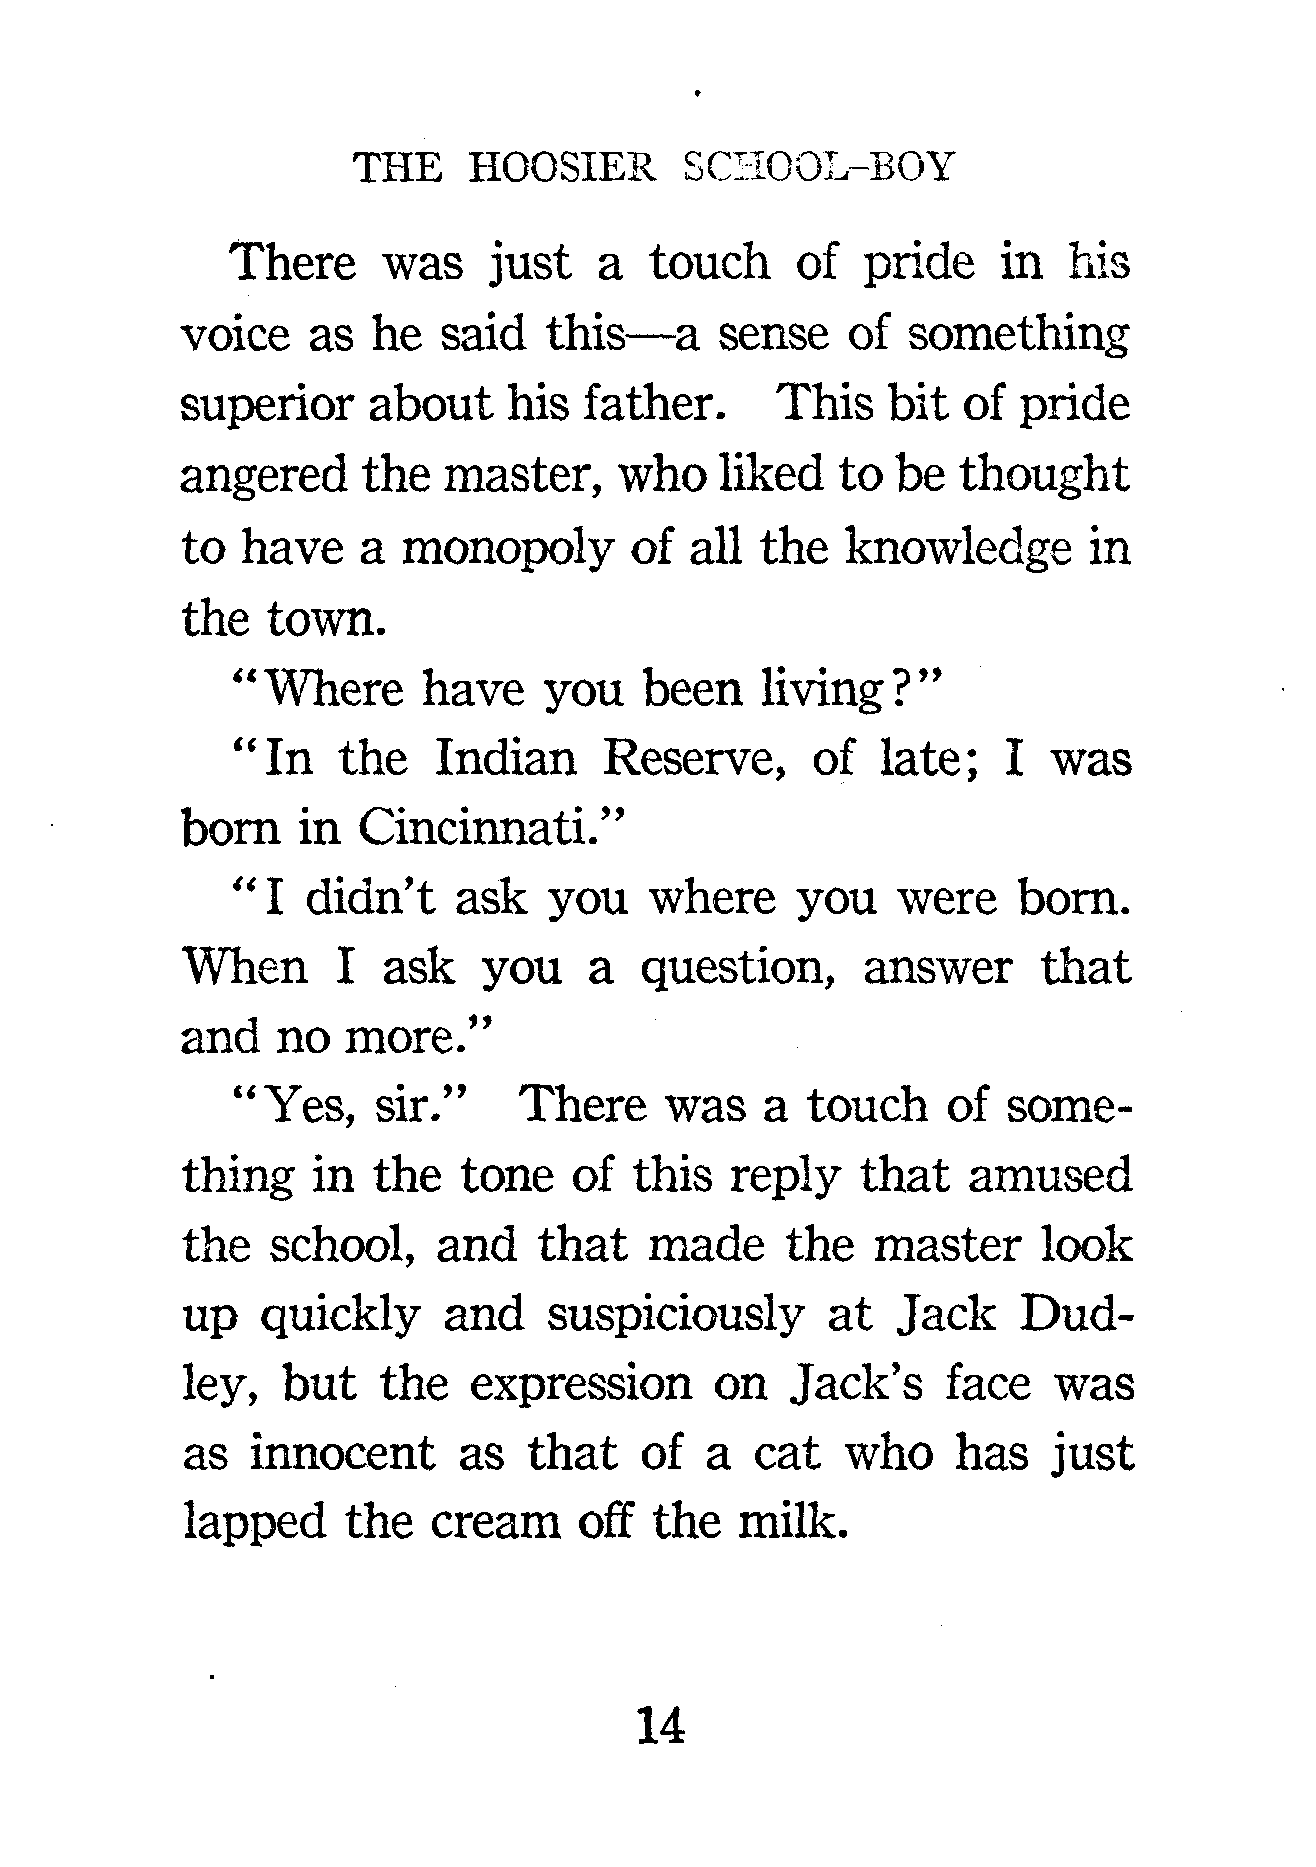 THE HOOSIER SCHOOL-BOY
There was just a touch of pride in his
voice as he said this—a sense of something
superior about his father. This bit of pride
angered the master, who liked to be thought
to have a monopoly of all the knowledge in
the town.
"Where have you been living?"
"In the Indian Reserve, of late; I was
born in Cincinnati."
"I didn't ask you where you were born.
When I ask you a question, answer that
and no more."
"Yes, sir." There was a touch of some-
thing in the tone of this reply that amused
the school, and that made the master look
up quickly and suspiciously at Jack Dud-
ley, but the expression on Jack's face was
as innocent as that of a cat who has just
lapped the cream off the milk.
14